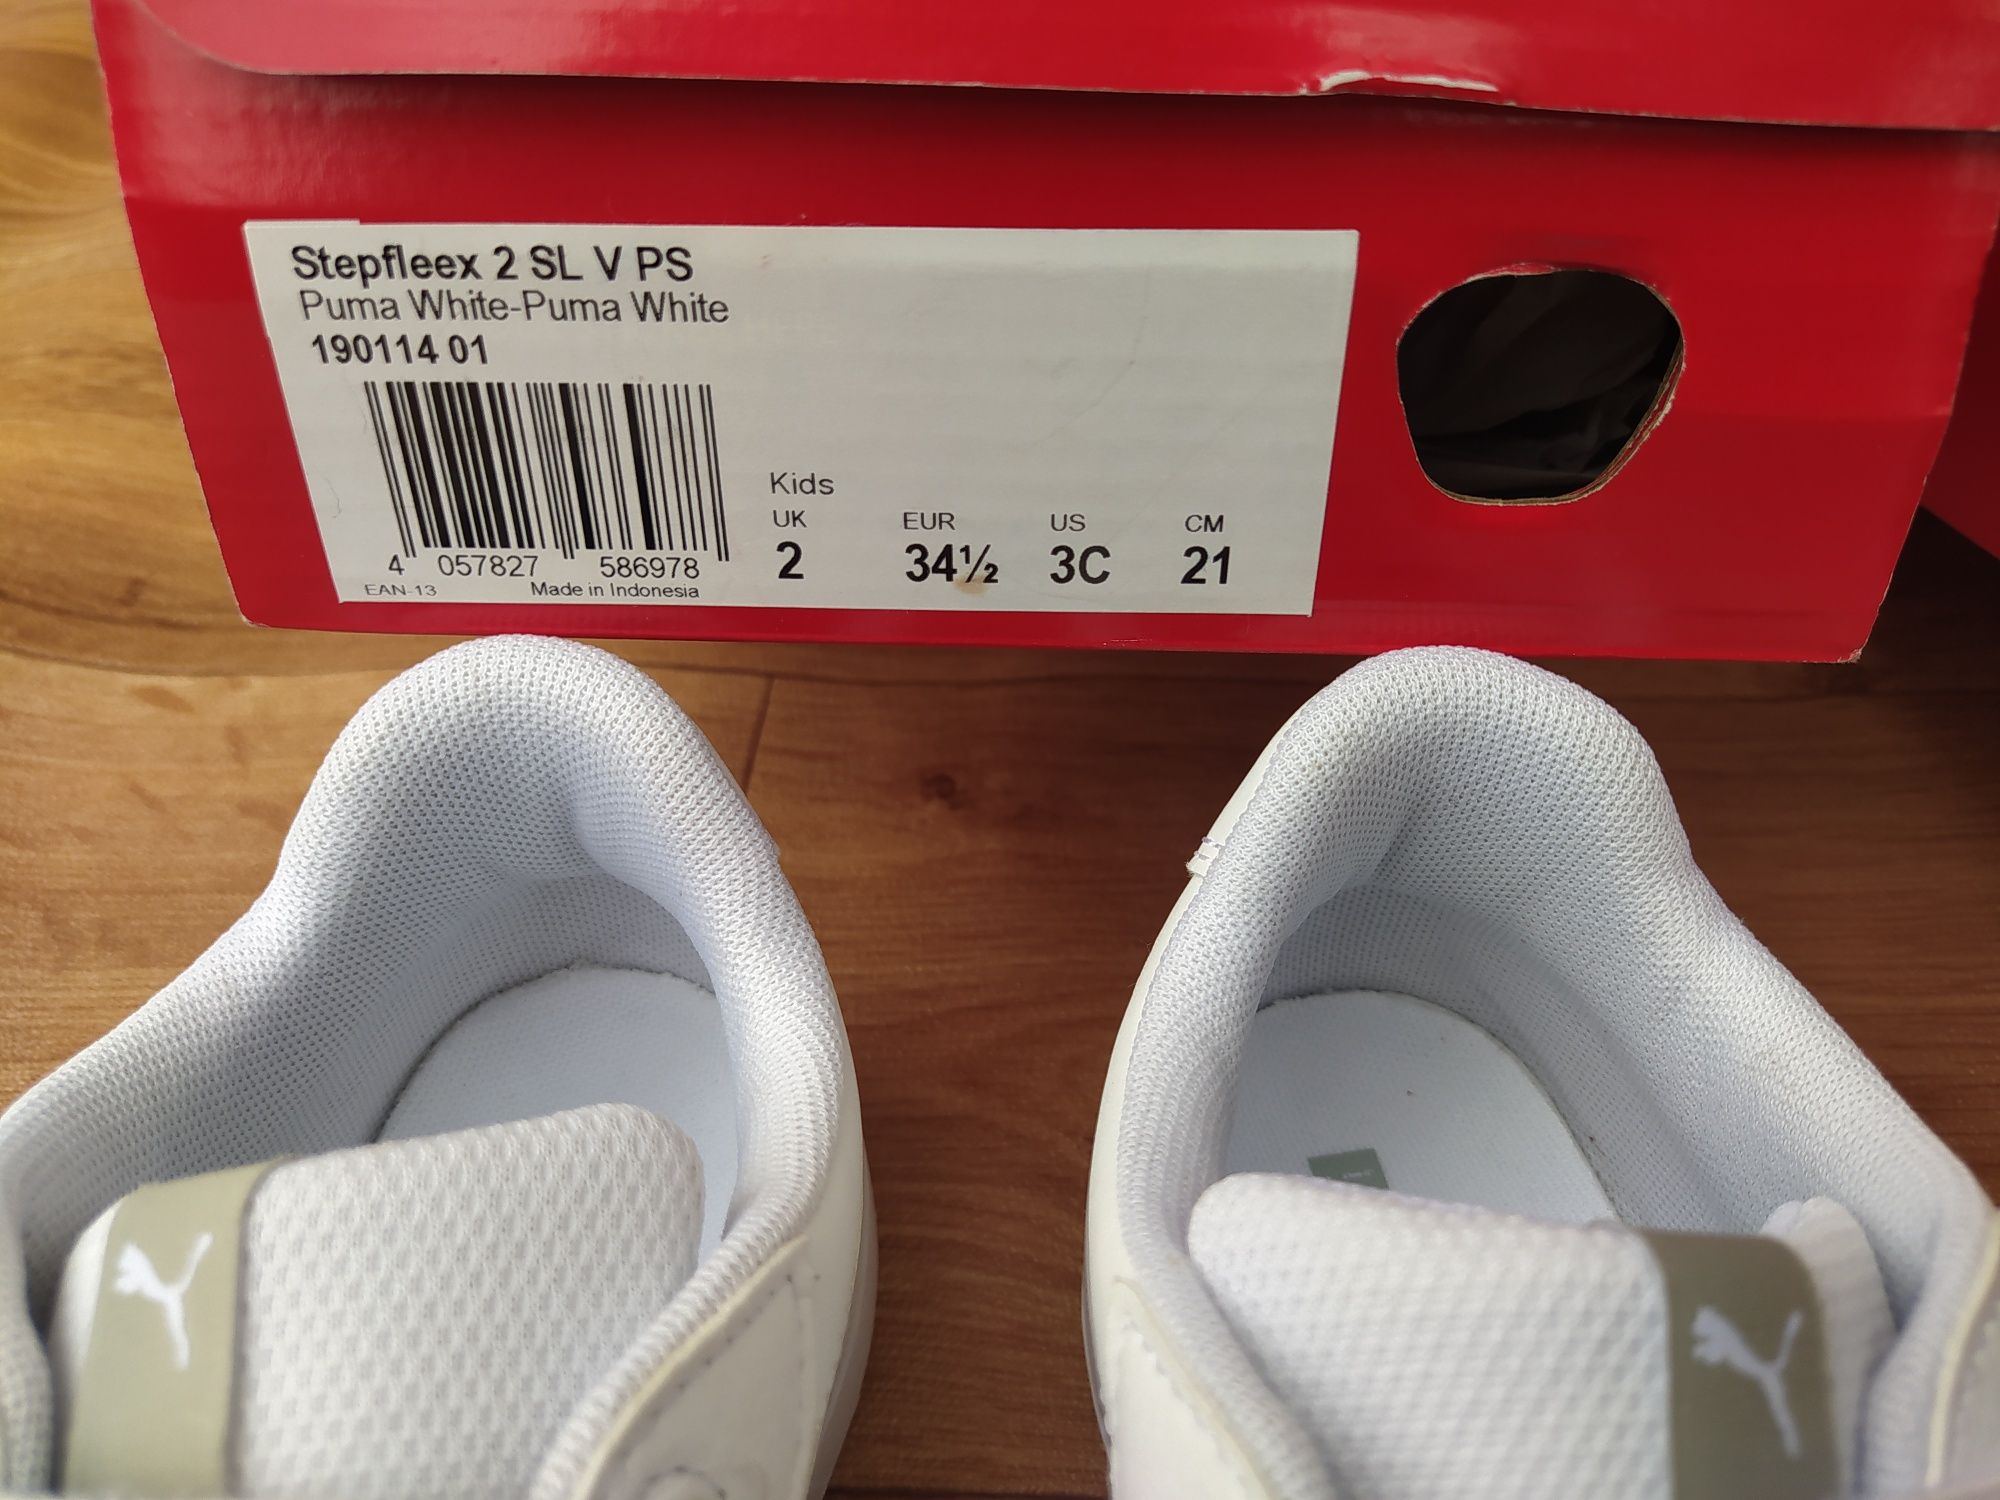 Stepfleex 2 SL V PS
Puma White-Puma White
190114 01
Kids
UK EUR US CM
2 34½ 3C 21
4 057827 586978
EAN-13 Made in Indonesia